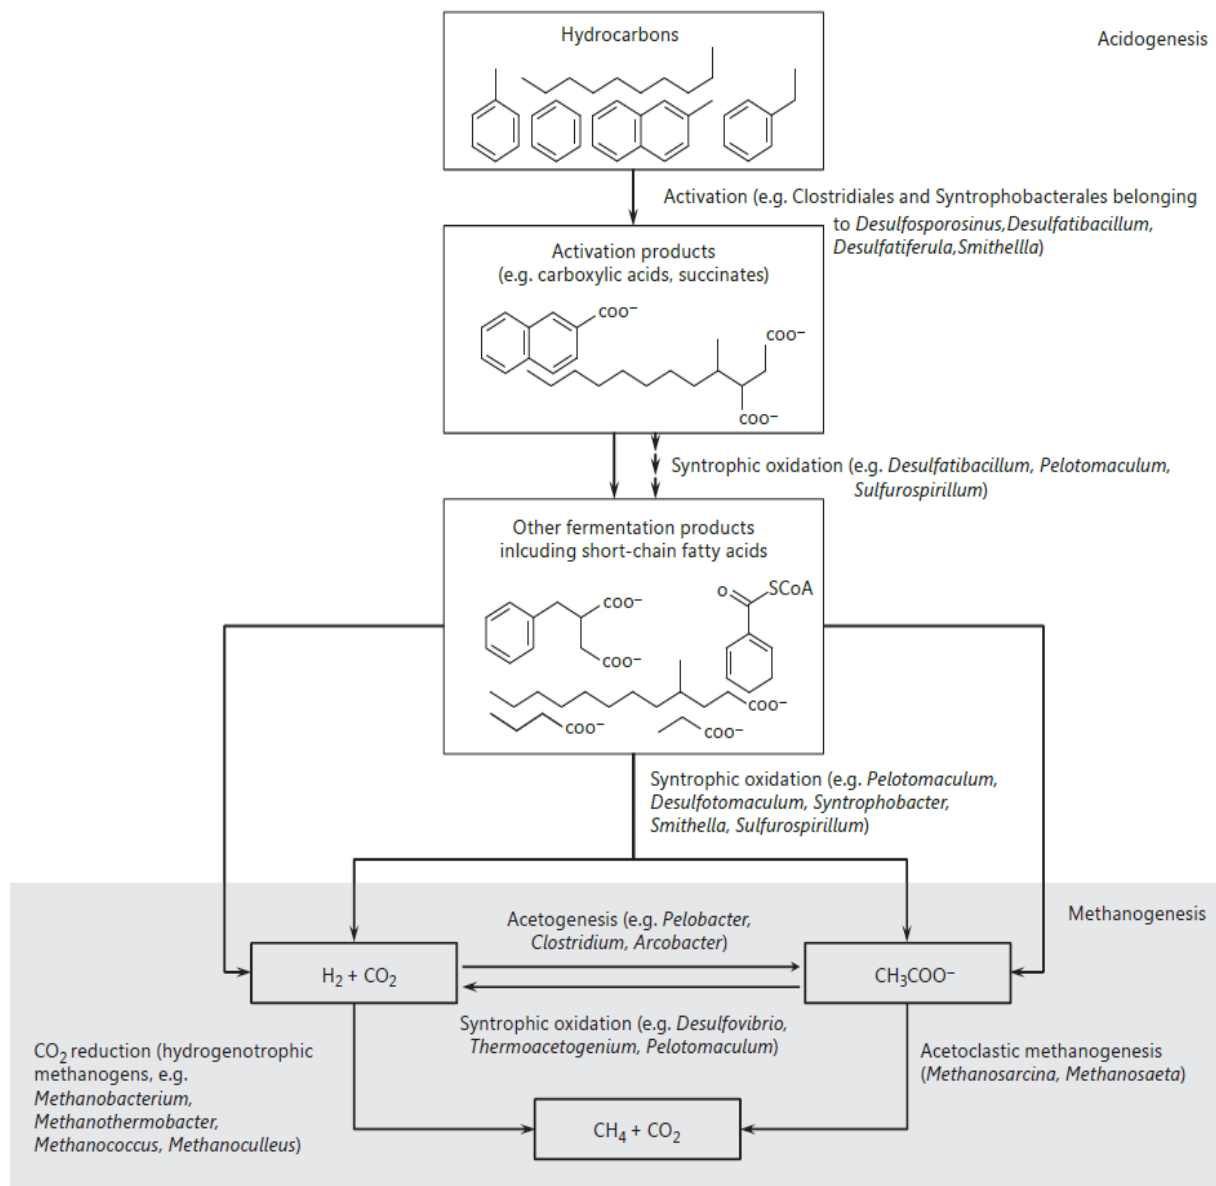 Hydrocarbons
Acidogenesis
Activation (e.g. Clostridiales and Syntrophobacterales belonging
to Desulfosporosinus,Desulfatibacillum,
Desulfatiferula,Smithellla)
Activation products
(e.g. carboxylic acids, succinates)
COO⁻
COO⁻
COO⁻
Syntrophic oxidation (e.g. Desulfatibacillum, Pelotomaculum,
Sulfurospirillum)
Other fermentation products
inlcuding short-chain fatty acids
O
SCoA
COO⁻
COO⁻
COO⁻
COO⁻
COO⁻
Syntrophic oxidation (e.g. Pelotomaculum,
Desulfotomaculum, Syntrophobacter,
Smithella, Sulfurospirillum)
Methanogenesis
Acetogenesis (e.g. Pelobacter,
Clostridium, Arcobacter)
H₂ + CO₂
CH₃COO⁻
Syntrophic oxidation (e.g. Desulfovibrio,
Thermoacetogenium, Pelotomaculum)
CO₂ reduction (hydrogenotrophic
methanogens, e.g.
Methanobacterium,
Methanothermobacter,
Methanococcus, Methanoculleus)
Acetoclastic methanogenesis
(Methanosarcina, Methanosaeta)
CH₄ + CO₂